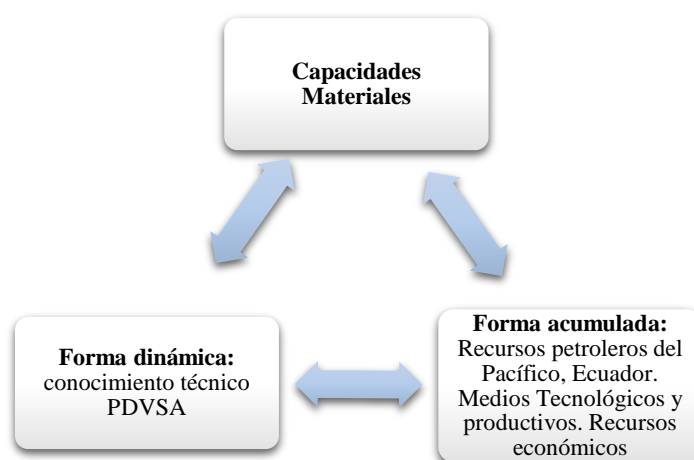 Capacidades
Materiales
Forma dinámica:
conocimiento técnico
PDVSA
Forma acumulada:
Recursos petroleros del
Pacífico, Ecuador.
Medios Tecnológicos y
productivos. Recursos
económicos